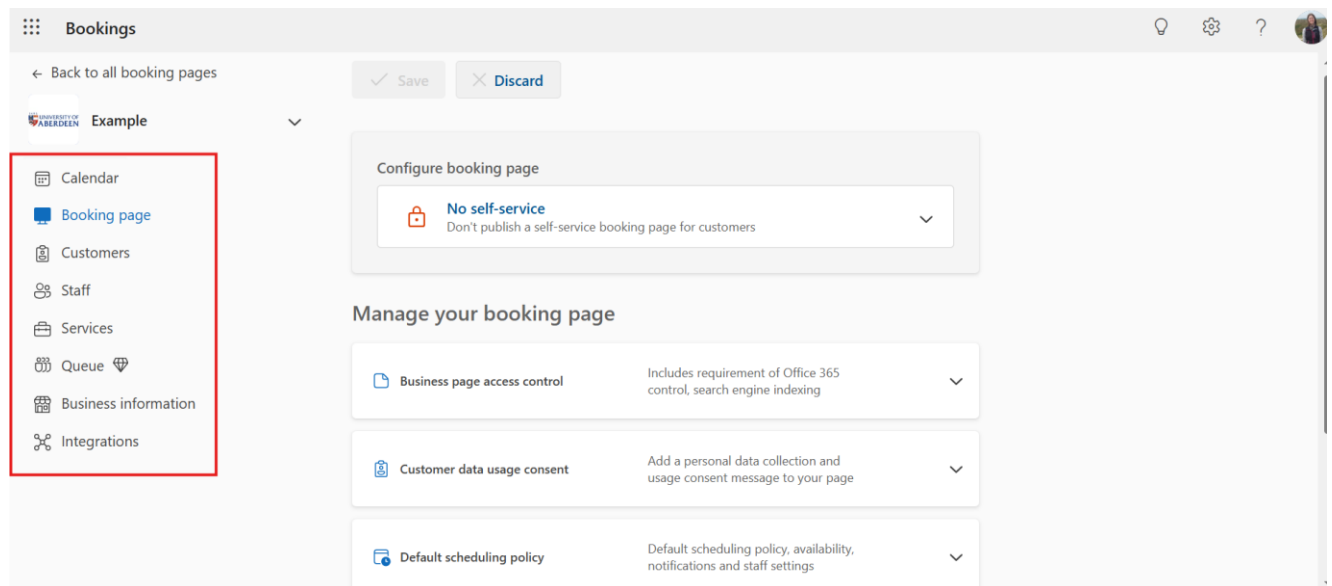 Bookings
?
Back to all booking pages
Save
Discard
UNIVERSITY OF
ABERDEEN
Example
Calendar
Booking page
Customers
Staff
Services
Queue
Business information
Integrations
Configure booking page
No self-service
Don't publish a self-service booking page for customers
Manage your booking page
Business page access control
Includes requirement of Office 365
control, search engine indexing
Customer data usage consent
Add a personal data collection and
usage consent message to your page
Default scheduling policy
Default scheduling policy, availability,
notifications and staff settings